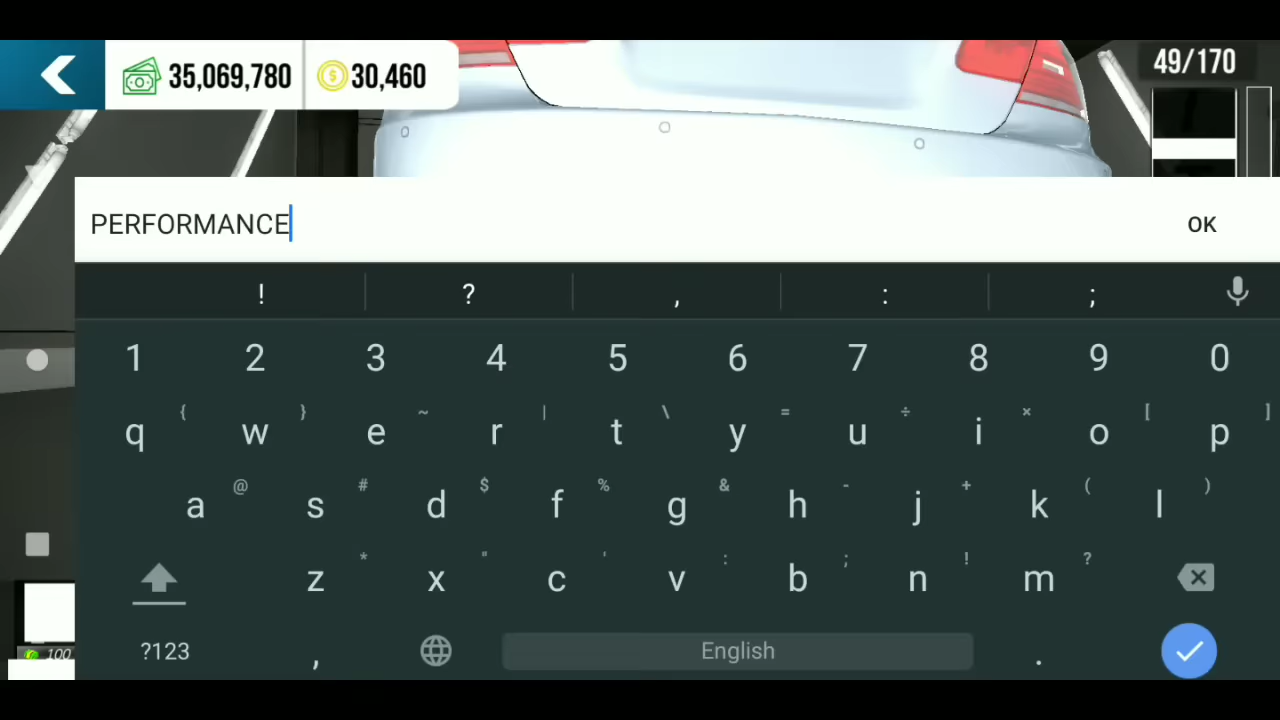 35,069,780 $ 30,460 49/170
PERFORMANCE OK
! ? , : ;
1 2 3 4 5 6 7 8 9 0
{ } ~ | \ = ÷ × [ ]
q w e r t y u i o p
@ # $ % & - + ( )
a s d f g h j k l
* " ' : ; ! ?
z x c v b n m
100
?123 , English .